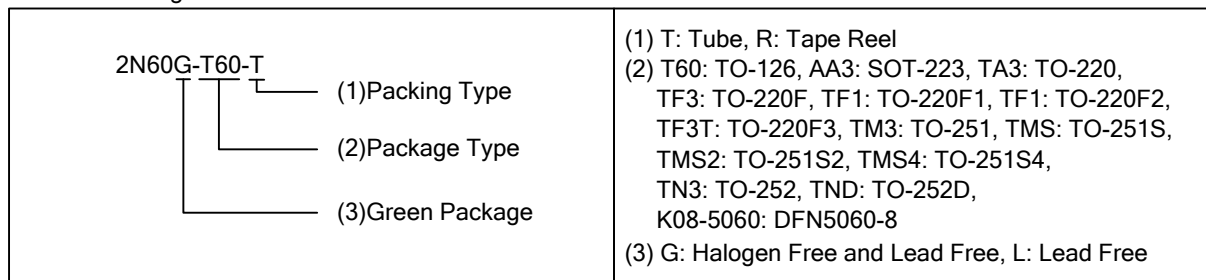 2N60G-T60-T
(1)Packing Type
(2)Package Type
(3)Green Package
(1) T: Tube, R: Tape Reel
(2) T60: TO-126, AA3: SOT-223, TA3: TO-220,
TF3: TO-220F, TF1: TO-220F1, TF1: TO-220F2,
TF3T: TO-220F3, TM3: TO-251, TMS: TO-251S,
TMS2: TO-251S2, TMS4: TO-251S4,
TN3: TO-252, TND: TO-252D,
K08-5060: DFN5060-8
(3) G: Halogen Free and Lead Free, L: Lead Free